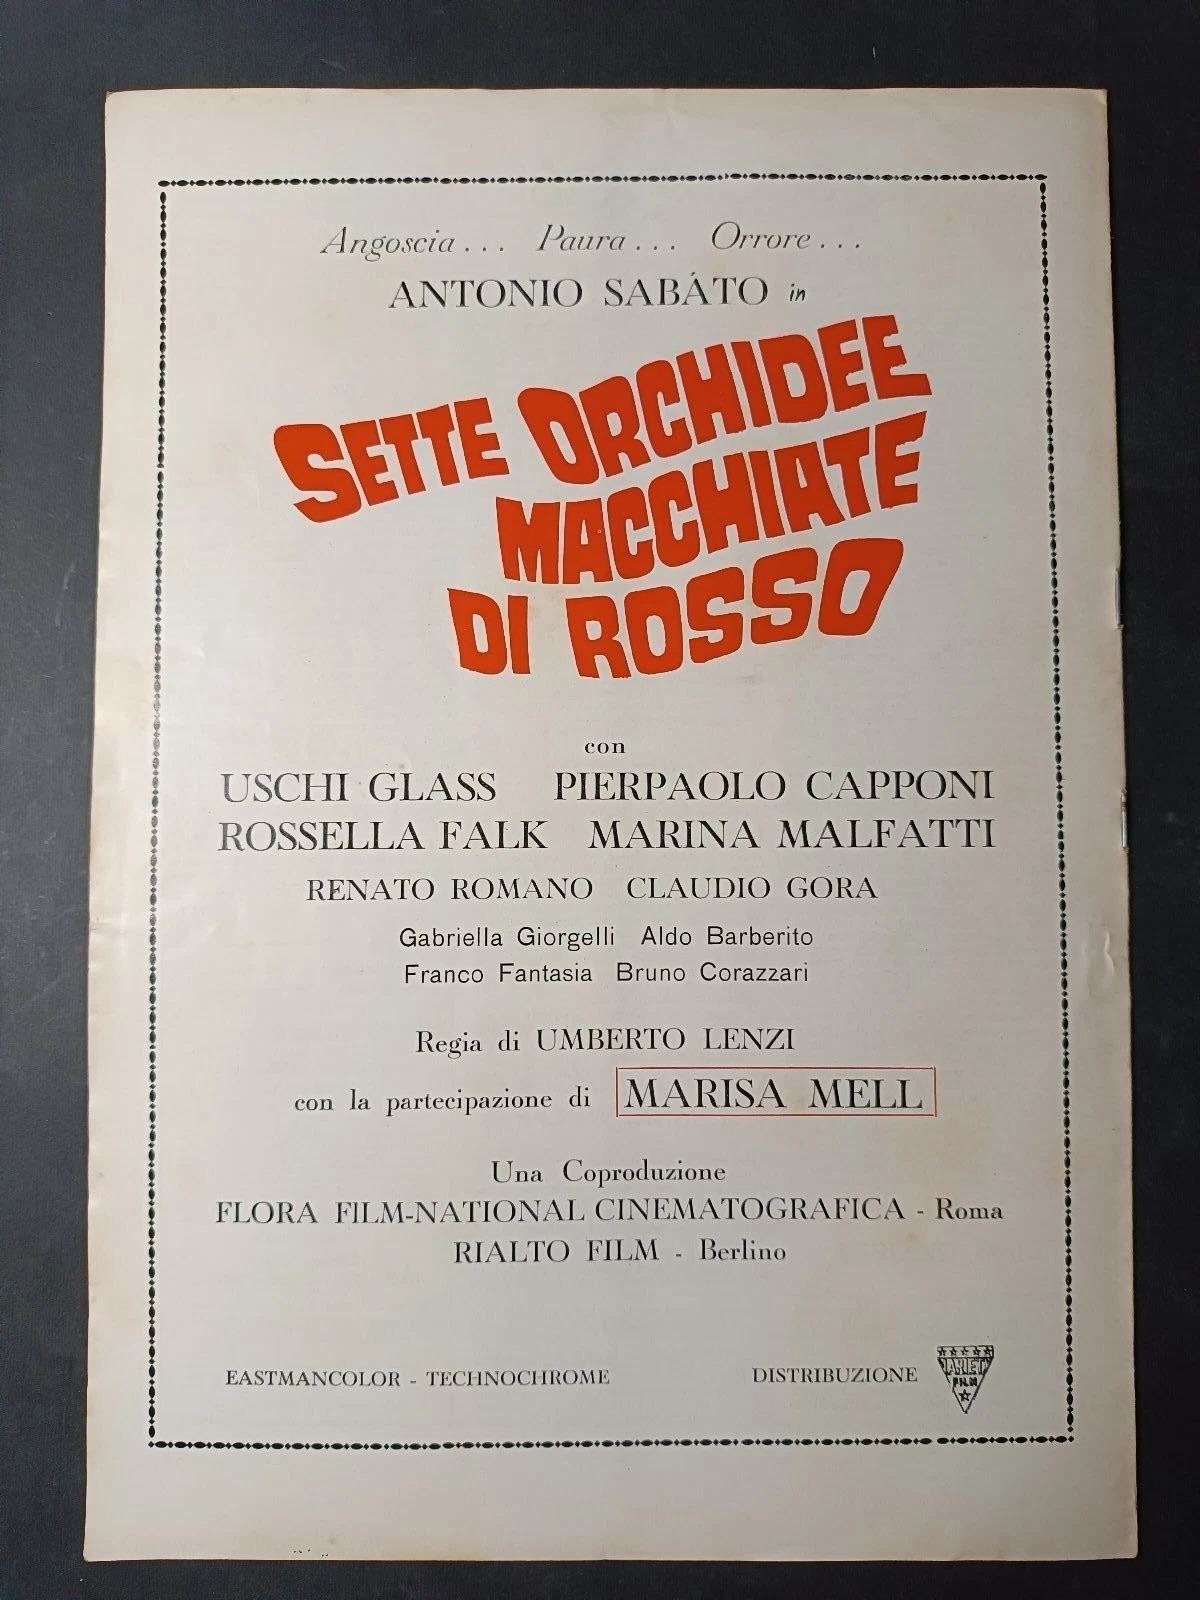 Angoscia... Paura... Orrore...
ANTONIO SABÁTO in
SETTE ORCHIDEE
MACCHIATE
DI ROSSO
con
USCHI GLASS PIERPAOLO CAPPONI
ROSSELLA FALK MARINA MALFATTI
RENATO ROMANO CLAUDIO GORA
Gabriella Giorgelli Aldo Barberito
Franco Fantasia Bruno Corazzari
Regia di UMBERTO LENZI
con la partecipazione di MARISA MELL
Una Coproduzione
FLORA FILM-NATIONAL CINEMATOGRAFICA - Roma
RIALTO FILM - Berlino
EASTMANCOLOR - TECHNOCHROME
DISTRIBUZIONE
FILM